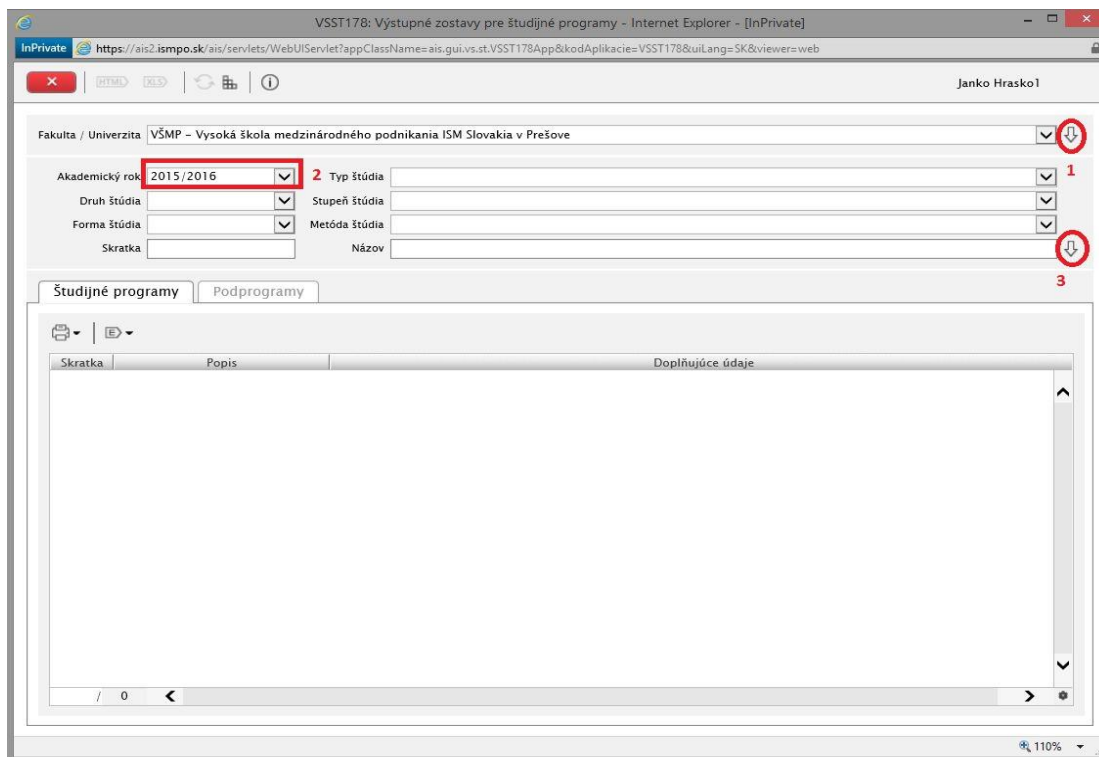 VSST178: Výstupné zostavy pre študijné programy - Internet Explorer - [InPrivate]
InPrivate https://ais2.ismpo.sk/ais/servlets/WebUIServlet?appClassName=ais.gui.vs.st.VSST178App&kodAplikacie=VSST178&uiLang=SK&viewer=web
HTML XLS Janko Hrasko1
Fakulta / Univerzita VŠMP – Vysoká škola medzinárodného podnikania ISM Slovakia v Prešove
1
Akademický rok 2015/2016 2 Typ štúdia
Druh štúdia Stupeň štúdia
Forma štúdia Metóda štúdia
Skratka Názov
3
Študijné programy Podprogramy
E
Skratka Popis Doplňujúce údaje
/ 0
110%